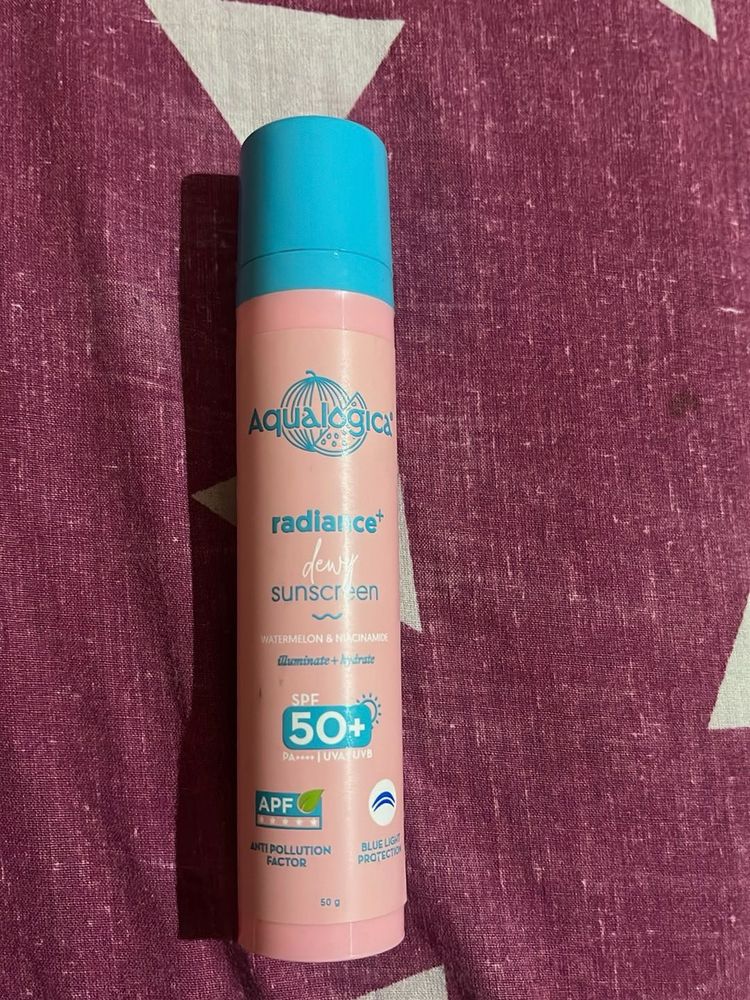 Aqualogica®
radiance+
dewy
sunscreen
WATERMELON & NIACINAMIDE
illuminate + hydrate
SPF
50+
PA++++ | UVA+UVB
APF
ANTI POLLUTION
FACTOR
BLUE LIGHT
PROTECTION
50 g